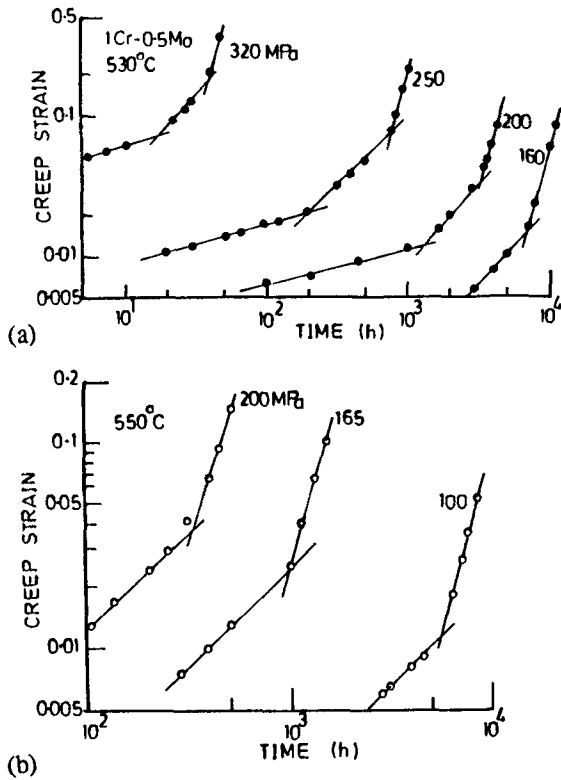 0.5
1Cr-0.5Mo
530°C
320 MPa
250
200
160
0.1
0.01
0.005
CREEP STRAIN
10¹
10²
10³
10⁴
TIME (h)
(a)
0.2
550°
200 MPa
165
100
0.1
0.05
0.01
0.005
CREEP STRAIN
10²
10³
10⁴
TIME (h)
(b)